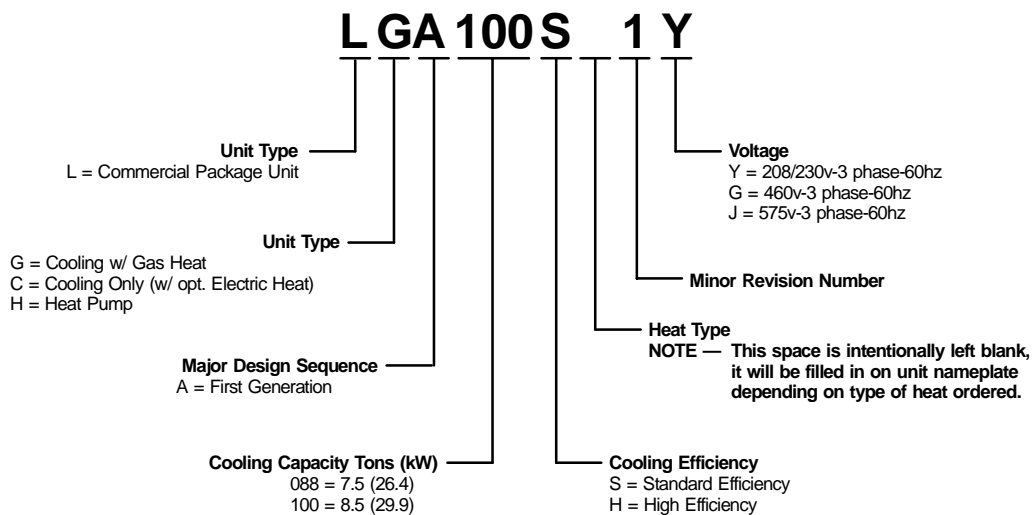 LGA100S 1Y
Unit Type
L = Commercial Package Unit
Unit Type
G = Cooling w/ Gas Heat
C = Cooling Only (w/ opt. Electric Heat)
H = Heat Pump
Major Design Sequence
A = First Generation
Cooling Capacity Tons (kW)
088 = 7.5 (26.4)
100 = 8.5 (29.9)
Voltage
Y = 208/230v-3 phase-60hz
G = 460v-3 phase-60hz
J = 575v-3 phase-60hz
Minor Revision Number
Heat Type
NOTE — This space is intentionally left blank,
it will be filled in on unit nameplate
depending on type of heat ordered.
Cooling Efficiency
S = Standard Efficiency
H = High Efficiency